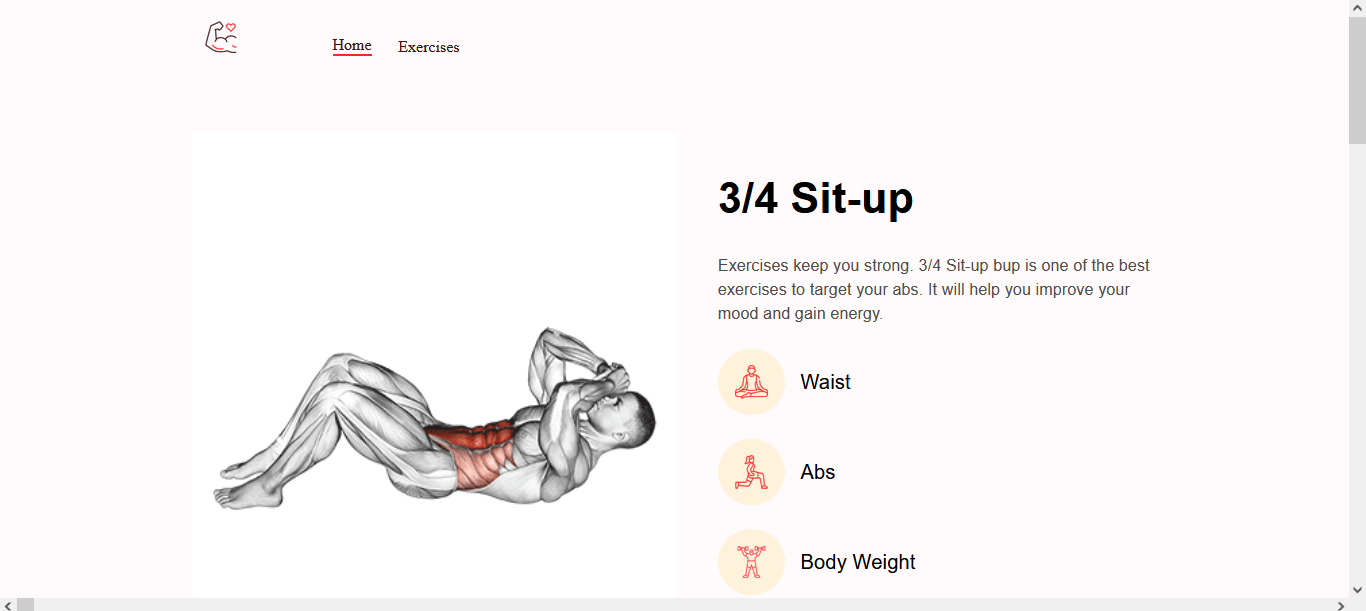 Home
Exercises
3/4 Sit-up
Exercises keep you strong. 3/4 Sit-up bup is one of the best
exercises to target your abs. It will help you improve your
mood and gain energy.
Waist
Abs
Body Weight